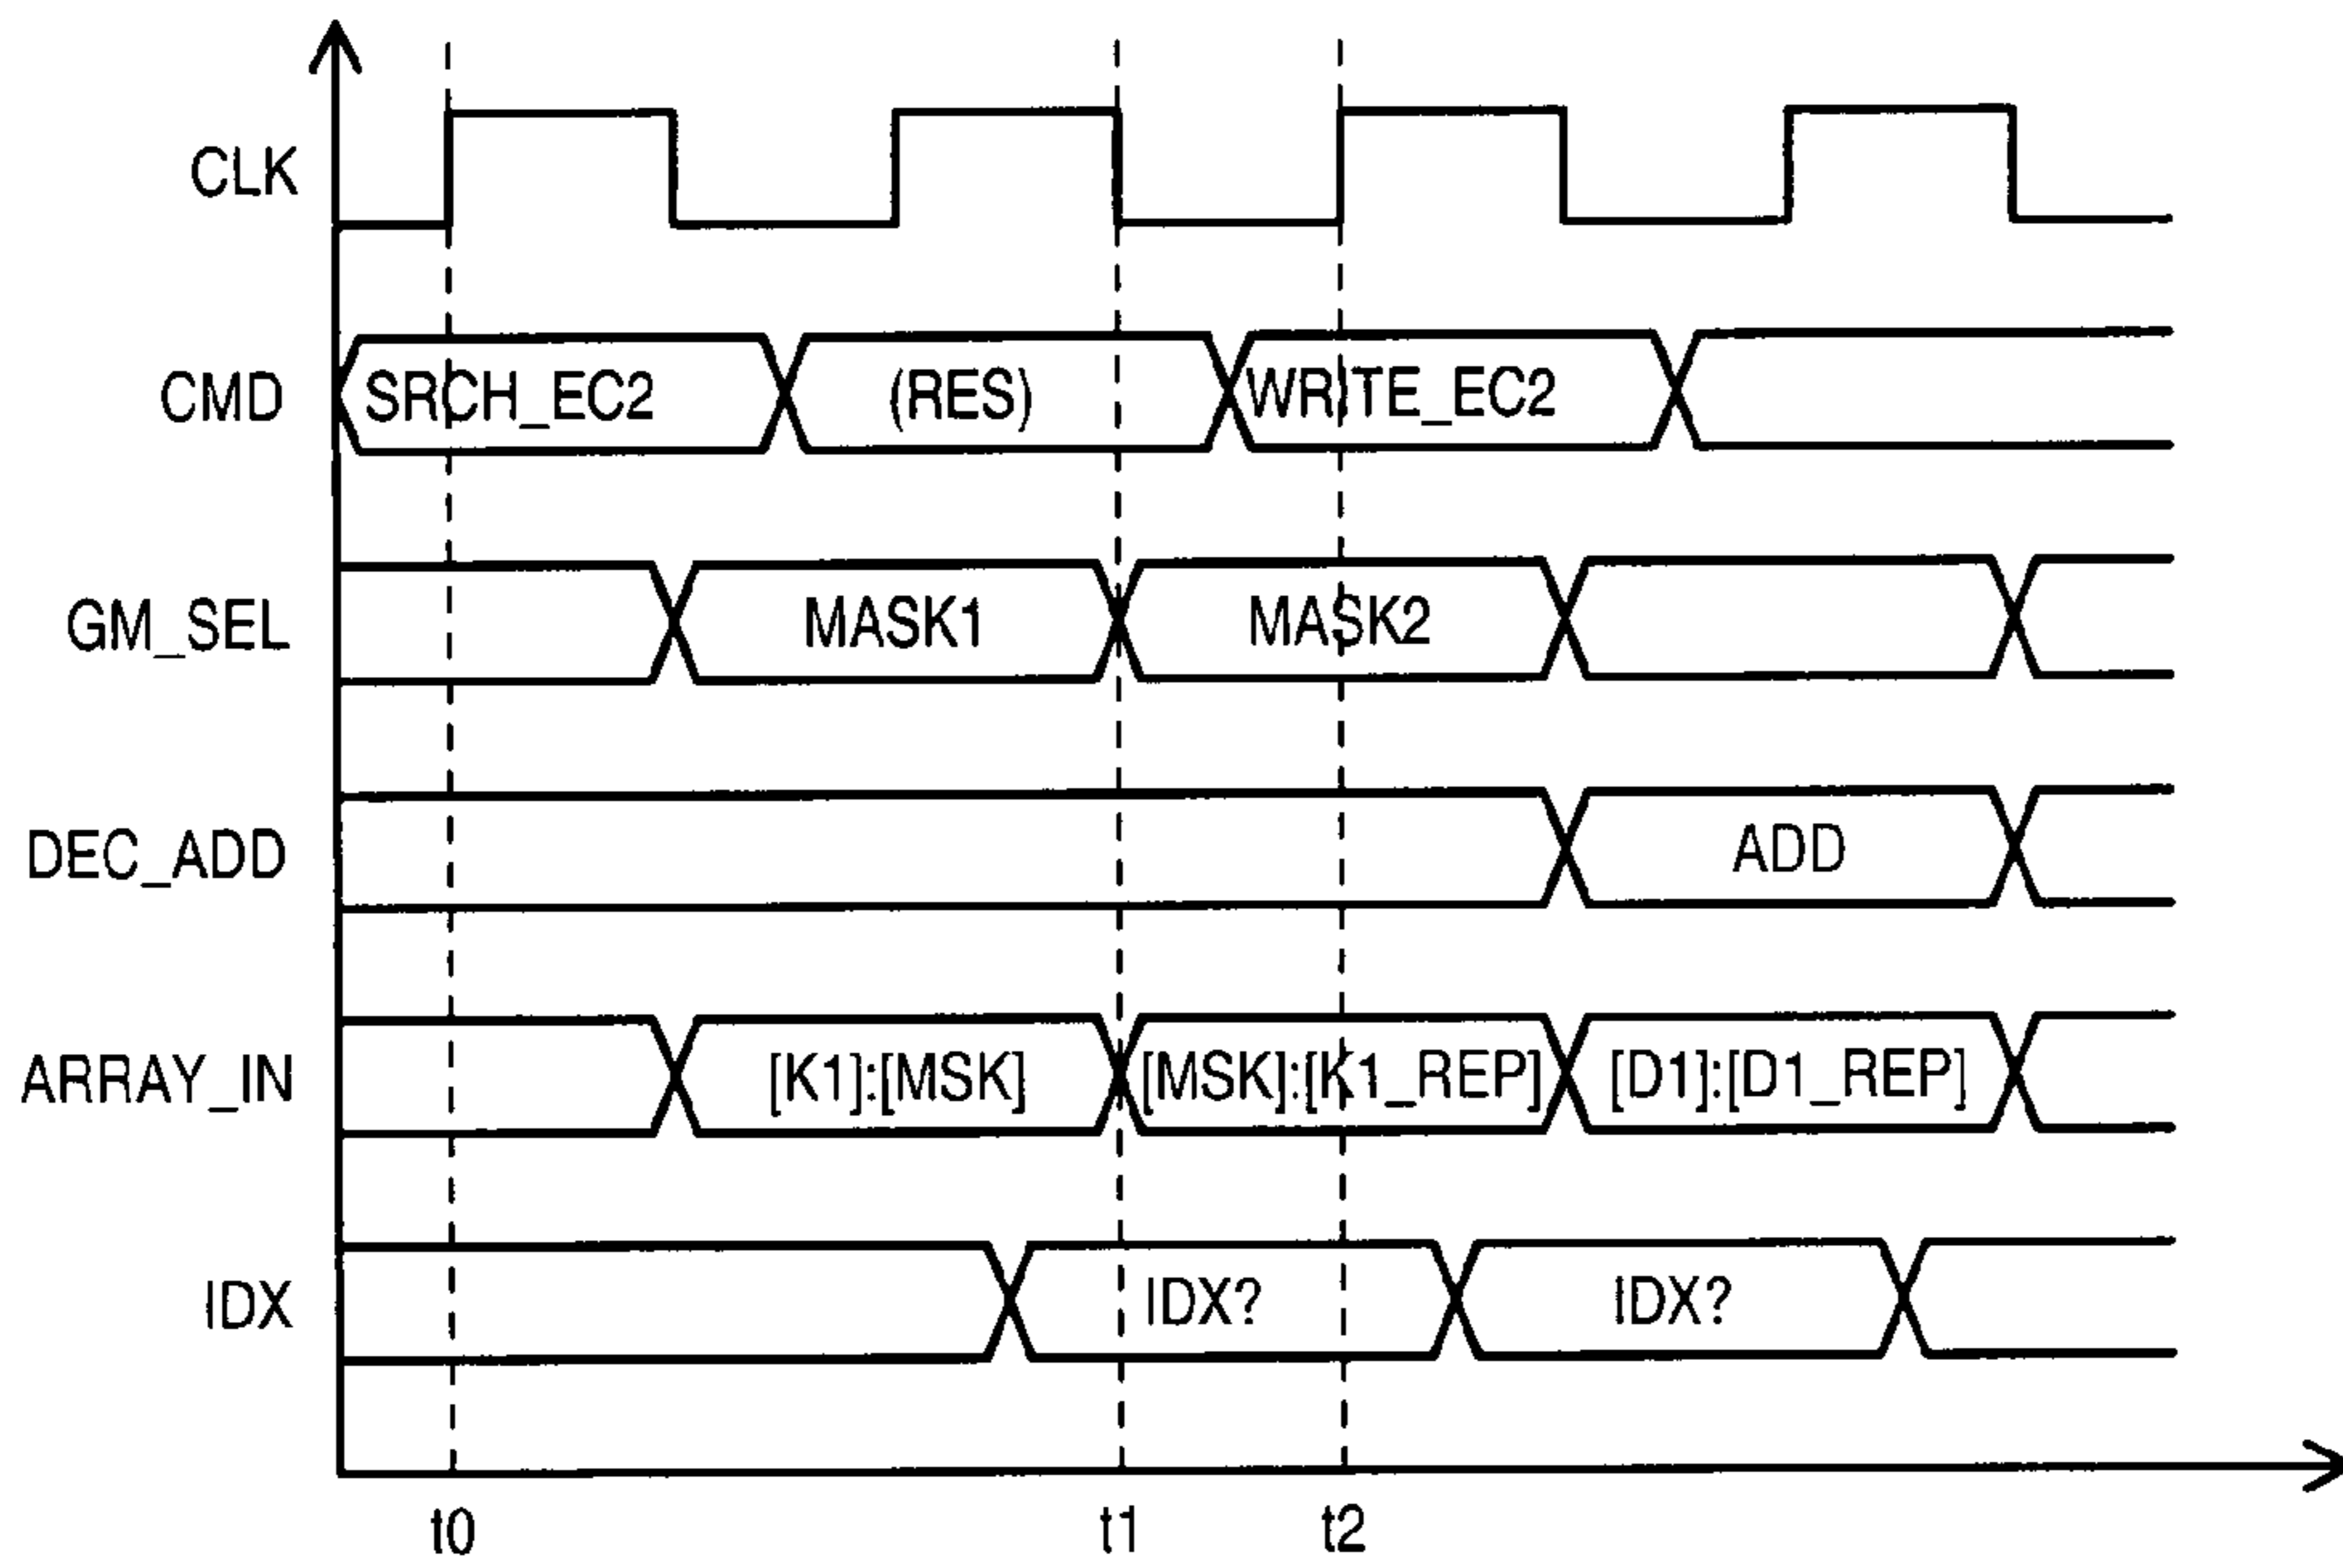 CLK
CMD SRCH_EC2 (RES) WRITE_EC2
GM_SEL MASK1 MASK2
DEC_ADD ADD
ARRAY_IN [K1]:[MSK] [MSK]:[K1_REP] [D1]:[D1_REP]
IDX IDX? IDX?
t0 t1 t2